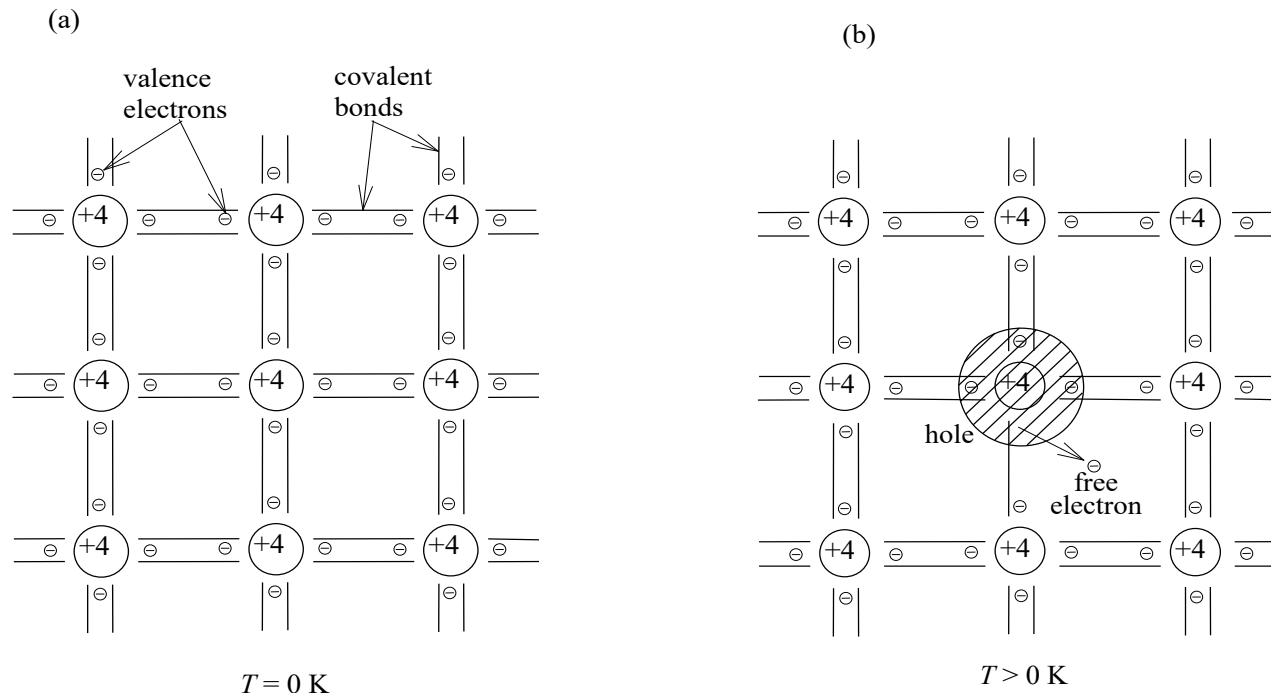 (a)
valence
electrons
covalent
bonds
+4 +4 +4
+4 +4 +4
+4 +4 +4
T = 0 K
(b)
+4 +4 +4
+4 +4 +4
hole
free
electron
+4 +4 +4
T > 0 K